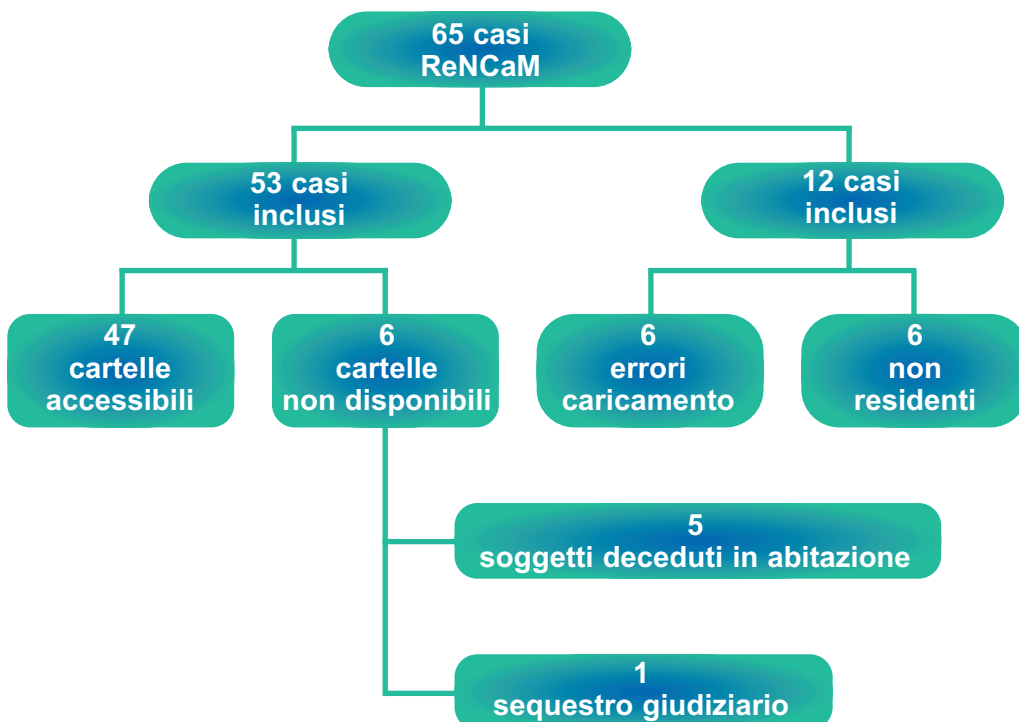 65 casi
ReNCaM
53 casi
inclusi
12 casi
inclusi
47
cartelle
accessibili
6
cartelle
non disponibili
6
errori
caricamento
6
non
residenti
5
soggetti deceduti in abitazione
1
sequestro giudiziario